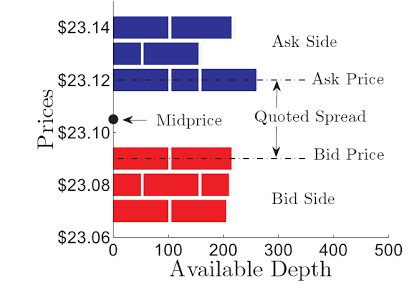 $23.14
Ask Side
$23.12
Ask Price
Quoted Spread
Midprice
$23.10
Bid Price
$23.08
Bid Side
$23.06
0 100 200 300 400 500
Prices
Available Depth